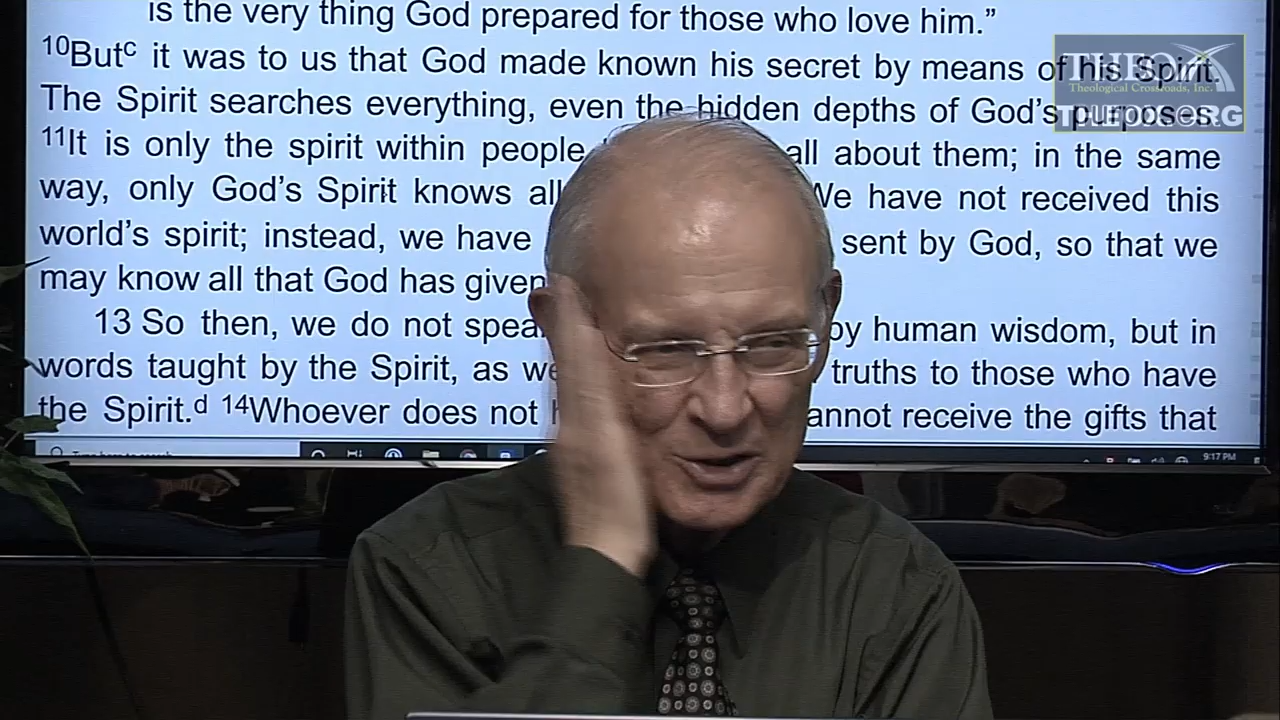 is the very thing God prepared for those who love him.”
10Butc it was to us that God made known his secret by means of his Spirit.
The Spirit searches everything, even the hidden depths of God’s purposes.
11It is only the spirit within people all about them; in the same
way, only God’s Spirit knows all We have not received this
world’s spirit; instead, we have sent by God, so that we
may know all that God has given
13 So then, we do not by human wisdom, but in
words taught by the Spirit, as truths to those who have
the Spirit.d 14Whoever does not receive the gifts that
THEOX
Theological Crossroads, Inc.
THEOX.ORG
9:17 PM